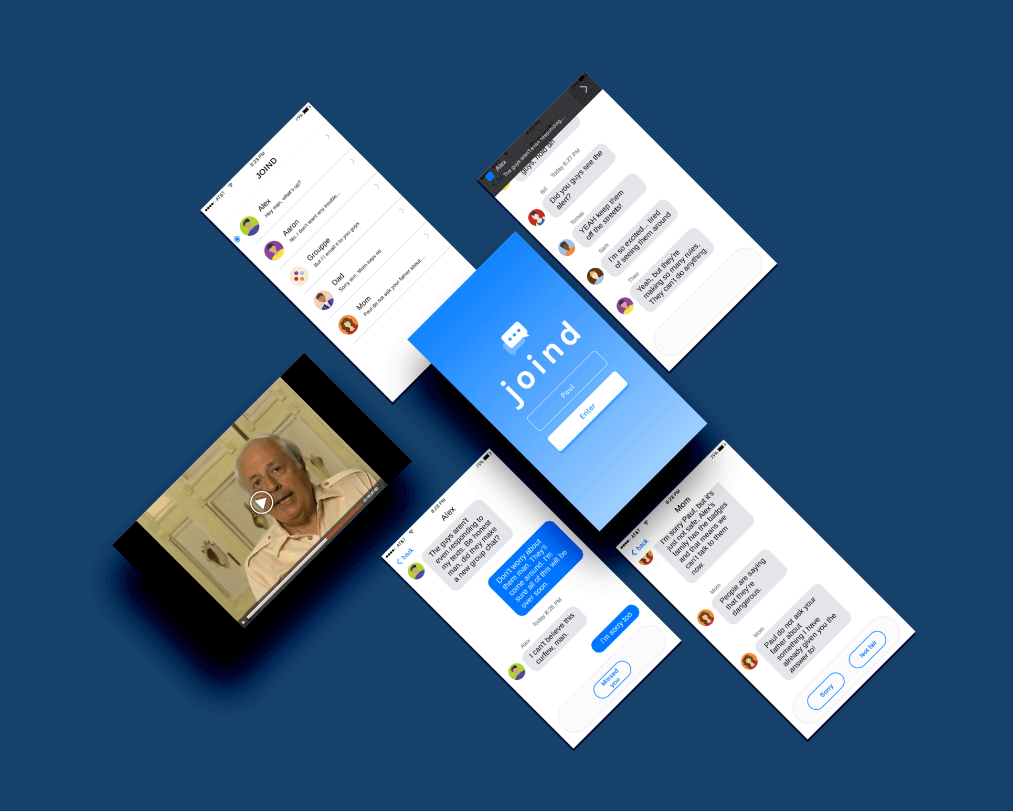 AT&T 75%
8:23 PM
JOIND
Alex
Hey man, what's up?
Aaron
No, I don't want any trouble...
Grouppe
But I'll email it to you guys
Dad
Sorry son. Mom says no
Mom
Paul do not ask your father about...
Alex
The guys aren't even responding...
guys, hold on
Today 8:27 PM
Bill
Did you guys see the
alert?
Tomas
YEAH keep them
off the streets!
Sam
I'm so excited... tired
of seeing them around
Theo
Yeah, but they're
making so many rules,
They can't do anything.
joind
Paul
Enter
AT&T 75%
8:28 PM
back
Alex
The guys aren't
even responding to
my texts. Be honest
man, did they make
a new group chat?
Don't worry about
them man. They'll
come around. I'm
sure all of this will be
over soon.
Today 8:26 PM
Alex
I can't believe this
curfew, man.
I'm sorry too
Missed
you
AT&T 75%
8:29 PM
back
Mom
I'm sorry Paul, but it's
just not safe. Alex's
family has the badges
and that means we
can't talk to them
now.
Mom
People are saying
that they're
dangerous.
Mom
Paul do not ask your
father about
something I have
already given you the
answer to!
Sorry
Not fair